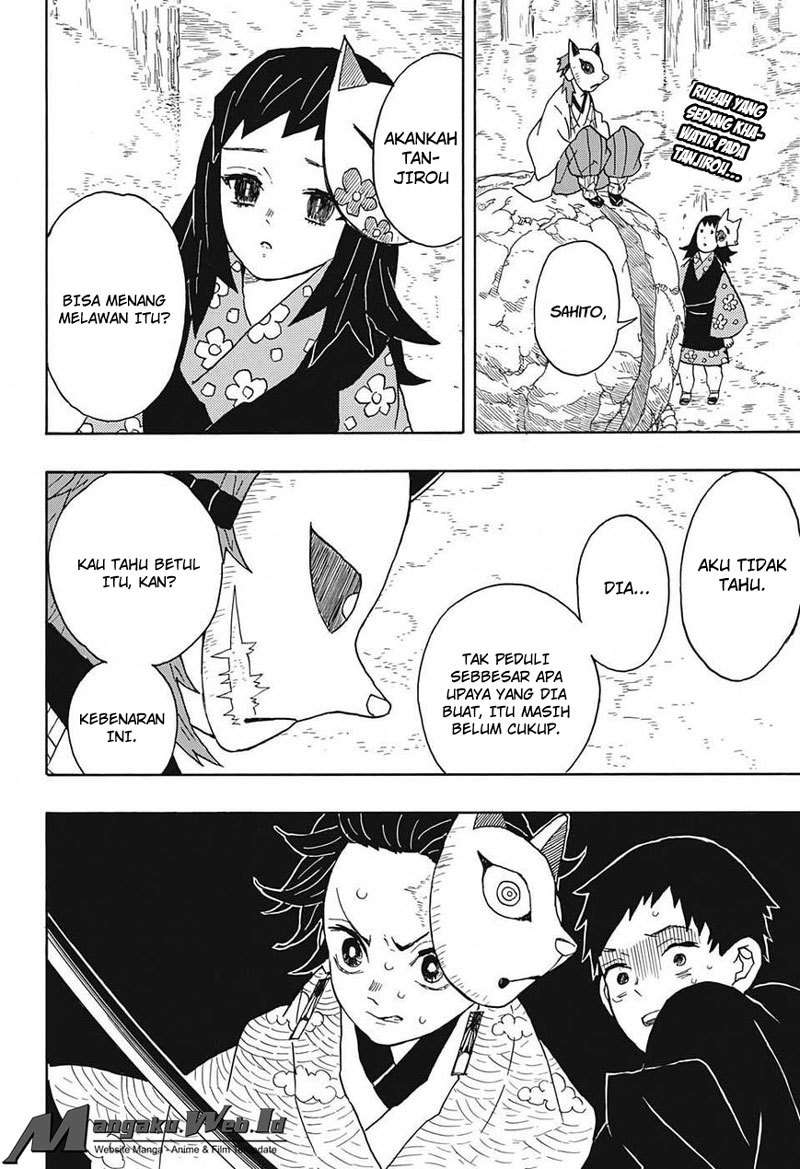 RUBAH YANG
SEDANG KHA-
WATIR PADA
TANJIROU...
SAHITO,
AKANKAH
TAN-
JIROU
BISA MENANG
MELAWAN ITU?
AKU TIDAK
TAHU.
DIA...
TAK PEDULI
SEBBESAR APA
UPAYA YANG DIA
BUAT, ITU MASIH
BELUM CUKUP.
KAU TAHU BETUL
ITU, KAN?
KEBENARAN
INI.
Mangaku.Web.Id
Website Manga - Anime & Film